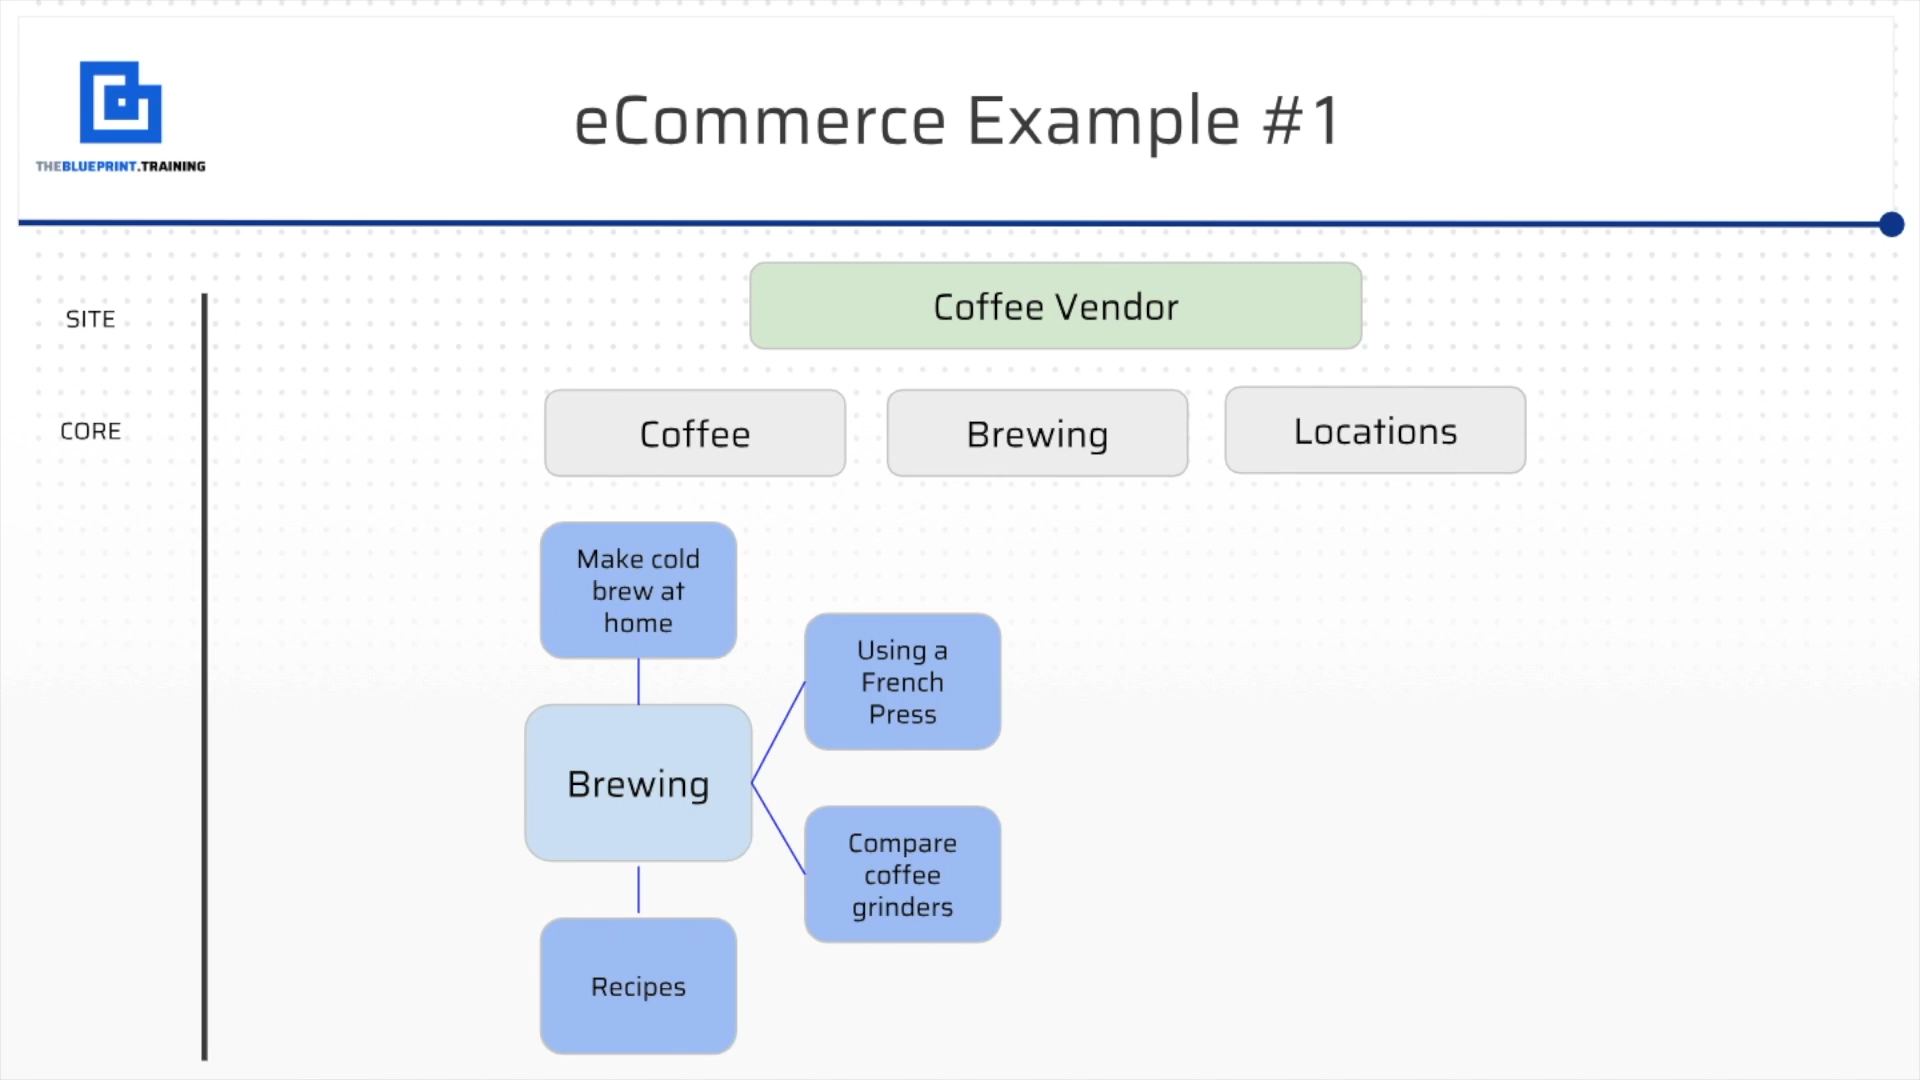 eCommerce Example #1
THEBLUEPRINT.TRAINING
SITE
Coffee Vendor
CORE
Coffee
Brewing
Locations
Make cold
brew at
home
Using a
French
Press
Brewing
Compare
coffee
grinders
Recipes